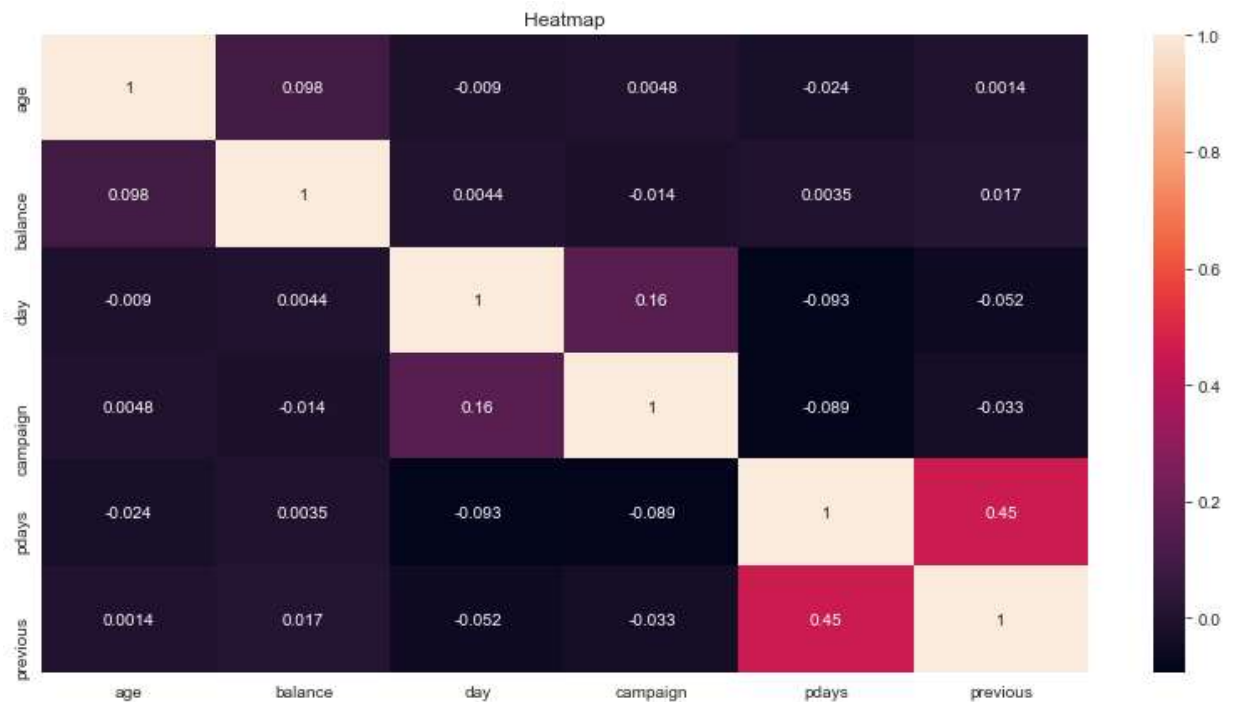 Heatmap
age 1 0.098 -0.009 0.0048 -0.024 0.0014
balance 0.098 1 0.0044 -0.014 0.0035 0.017
day -0.009 0.0044 1 0.16 -0.093 -0.052
campaign 0.0048 -0.014 0.16 1 -0.089 -0.033
pdays -0.024 0.0035 -0.093 -0.089 1 0.45
previous 0.0014 0.017 -0.052 -0.033 0.45 1
age balance day campaign pdays previous
1.0
0.8
0.6
0.4
0.2
0.0